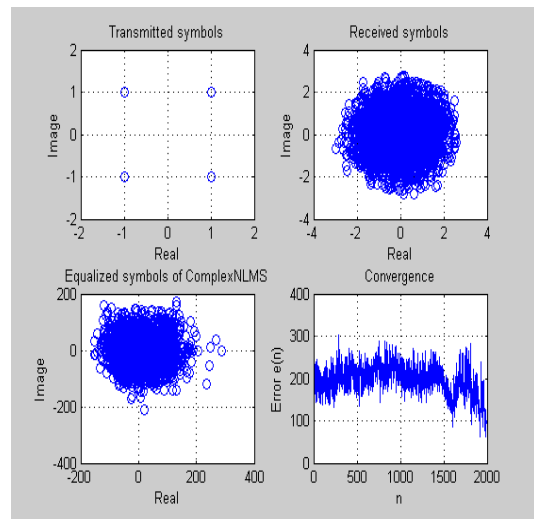 Transmitted symbols
2
1
0
-1
-2
-2 -1 0 1 2
Image
Real
Received symbols
4
2
0
-2
-4
-4 -2 0 2 4
Image
Real
Equalized symbols of ComplexNLMS
200
0
-200
-400
-200 0 200 400
Image
Real
Convergence
400
300
200
100
0
0 500 1000 1500 2000
Error e(n)
n